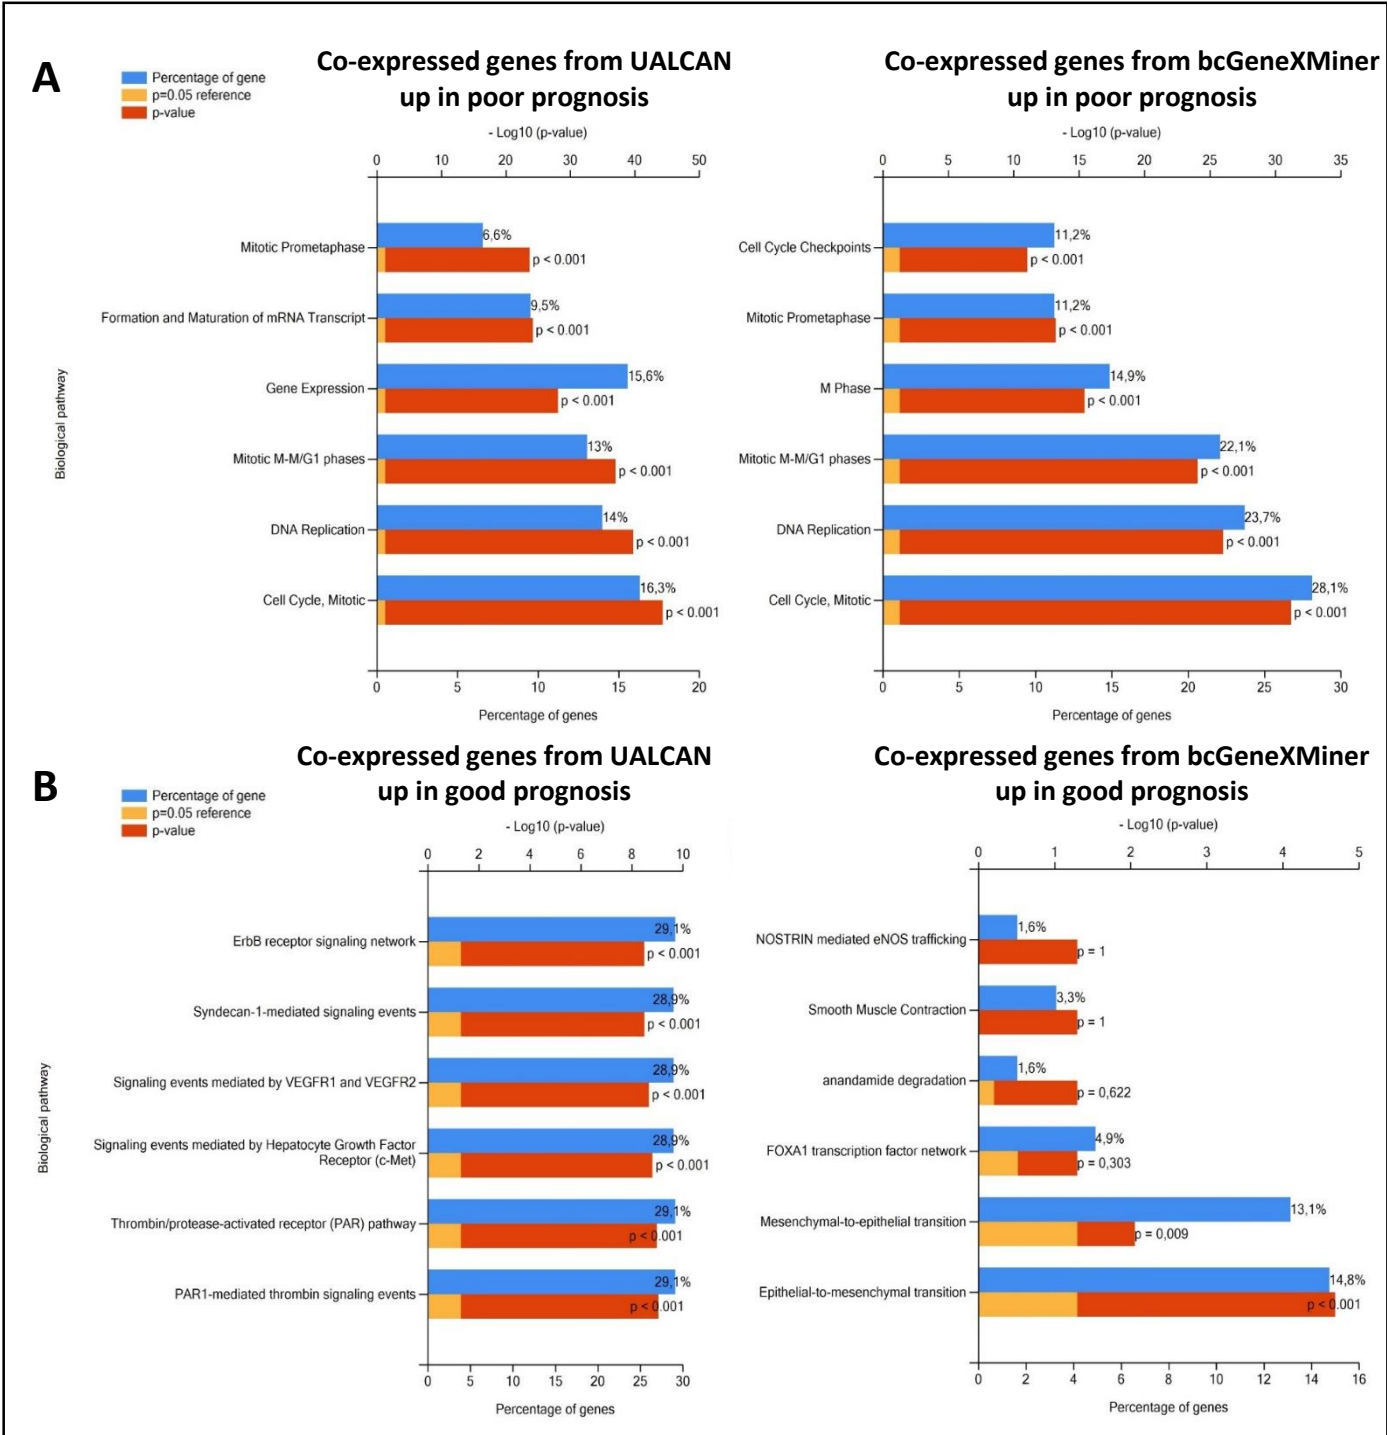 A
Percentage of gene
p=0.05 reference
p-value
Co-expressed genes from UALCAN
up in poor prognosis
- Log10 (p-value)
0 10 20 30 40 50
Biological pathway
Mitotic Prometaphase
6,6%
p < 0.001
Formation and Maturation of mRNA Transcript
9,5%
p < 0.001
Gene Expression
15,6%
p < 0.001
Mitotic M-M/G1 phases
13%
p < 0.001
DNA Replication
14%
p < 0.001
Cell Cycle, Mitotic
16,3%
p < 0.001
0 5 10 15 20
Percentage of genes
Co-expressed genes from bcGeneXMiner
up in poor prognosis
- Log10 (p-value)
0 5 10 15 20 25 30 35
Cell Cycle Checkpoints
11,2%
p < 0.001
Mitotic Prometaphase
11,2%
p < 0.001
M Phase
14,9%
p < 0.001
Mitotic M-M/G1 phases
22,1%
p < 0.001
DNA Replication
23,7%
p < 0.001
Cell Cycle, Mitotic
28,1%
p < 0.001
0 5 10 15 20 25 30
Percentage of genes
B
Percentage of gene
p=0.05 reference
p-value
Co-expressed genes from UALCAN
up in good prognosis
- Log10 (p-value)
0 2 4 6 8 10
Biological pathway
ErbB receptor signaling network
29,1%
p < 0.001
Syndecan-1-mediated signaling events
28,9%
p < 0.001
Signaling events mediated by VEGFR1 and VEGFR2
28,9%
p < 0.001
Signaling events mediated by Hepatocyte Growth Factor
Receptor (c-Met)
28,9%
p < 0.001
Thrombin/protease-activated receptor (PAR) pathway
29,1%
p < 0.001
PAR1-mediated thrombin signaling events
29,1%
p < 0.001
0 5 10 15 20 25 30
Percentage of genes
Co-expressed genes from bcGeneXMiner
up in good prognosis
- Log10 (p-value)
0 1 2 3 4 5
NOSTRIN mediated eNOS trafficking
1,6%
p = 1
Smooth Muscle Contraction
3,3%
p = 1
anandamide degradation
1,6%
p = 0,622
FOXA1 transcription factor network
4,9%
p = 0,303
Mesenchymal-to-epithelial transition
13,1%
p = 0,009
Epithelial-to-mesenchymal transition
14,8%
p < 0.001
0 2 4 6 8 10 12 14 16
Percentage of genes